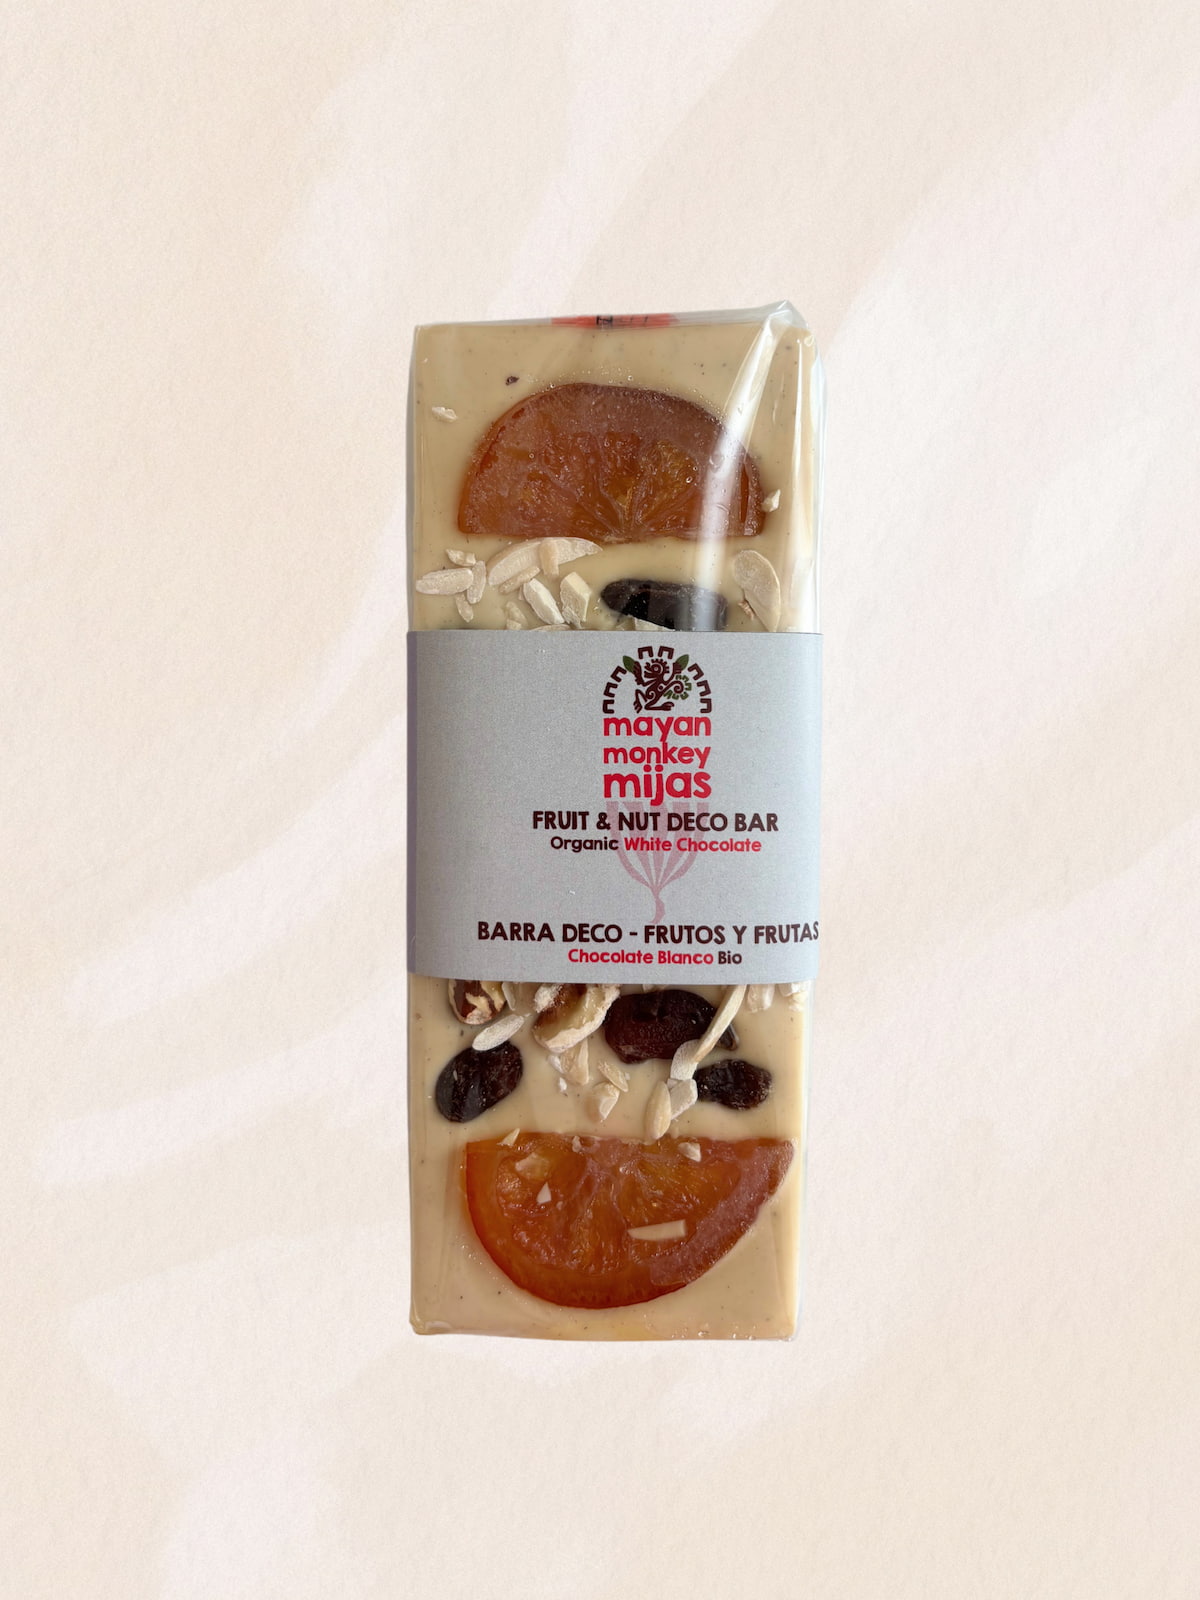 mayan
monkey
mijas
FRUIT & NUT DECO BAR
Organic White Chocolate
BARRA DECO - FRUTOS Y FRUTAS
Chocolate Blanco Bio